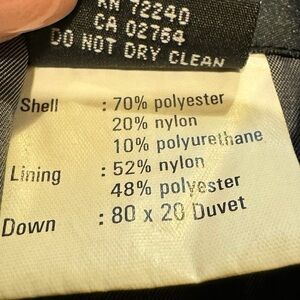 RN 72240
CA 02764
DO NOT DRY CLEAN
Shell : 70% polyester
20% nylon
10% polyurethane
Lining : 52% nylon
48% polyester
Down : 80 x 20 Duvet